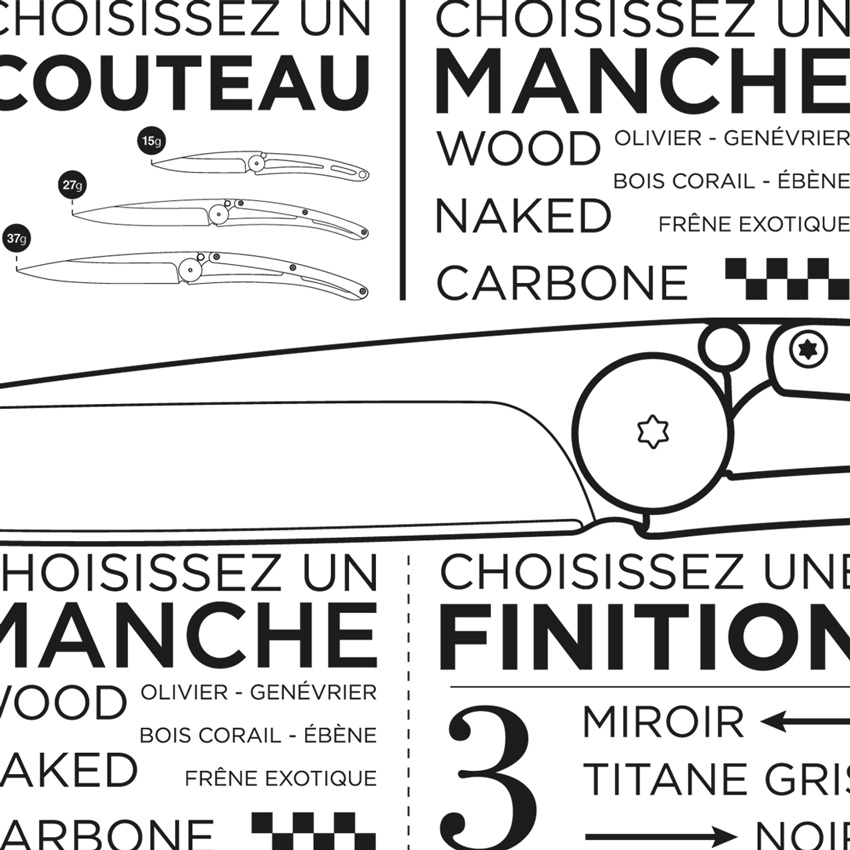 CHOISISSEZ UN
COUTEAU
15g
27g
37g
CHOISISSEZ UN
MANCHE
WOOD OLIVIER - GENÉVRIER
BOIS CORAIL - ÉBÈNE
NAKED FRÊNE EXOTIQUE
CARBONE
CHOISISSEZ UN
MANCHE
WOOD OLIVIER - GENÉVRIER
BOIS CORAIL - ÉBÈNE
NAKED FRÊNE EXOTIQUE
CARBONE
CHOISISSEZ UNE
FINITION
3 MIROIR
TITANE GRIS
NOIR